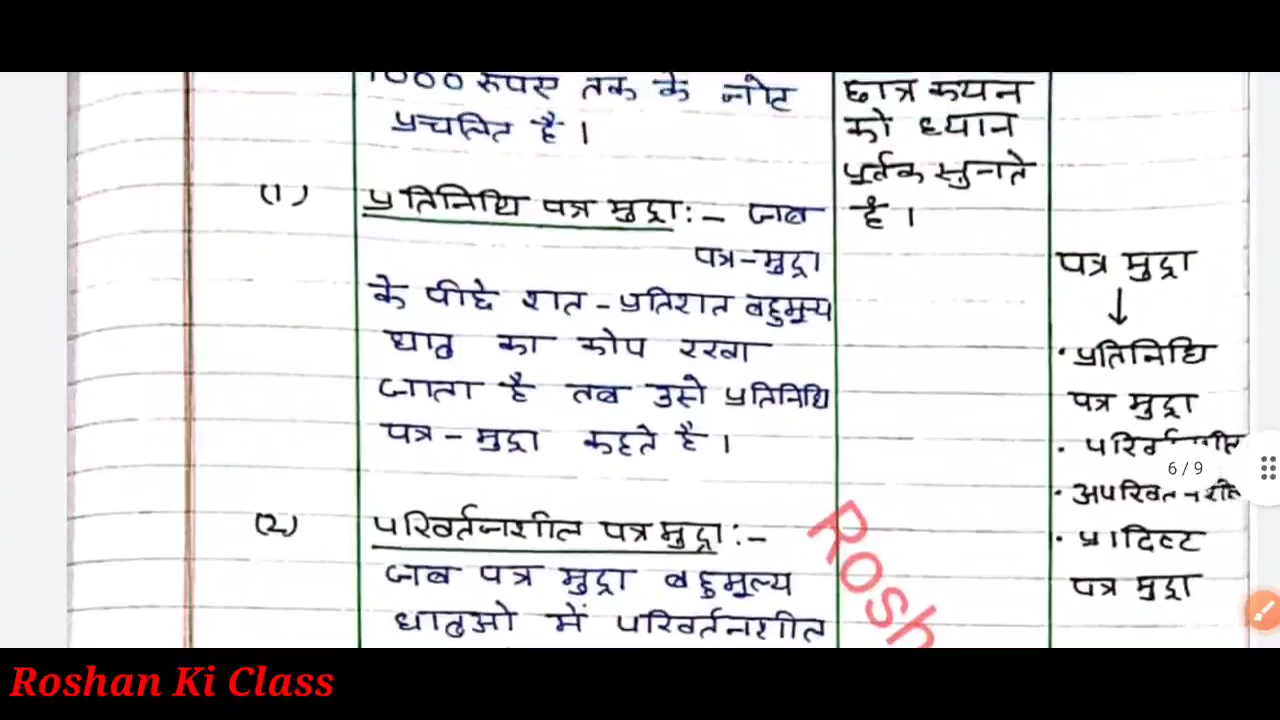 1000 रूपए तक के नोट
प्रचलित है।
(1) प्रतिनिधि पत्र मुद्रा :- जब
पत्र-मुद्रा
के पीछे शत-प्रतिशत बहुमूल्य
धातु का कोष रखा
जाता है तब उसे प्रतिनिधि
पत्र-मुद्रा कहते है।
(2) परिवर्तनशील पत्र मुद्रा :-
जब पत्र मुद्रा बहुमूल्य
धातुओ में परिवर्तनशील
छात्र कथन
को ध्यान
पूर्वक सुनते
है।
पत्र मुद्रा
↓
· प्रतिनिधि
पत्र मुद्रा
· परिवर्तनशील
· अपरिवर्तनशील
· प्रादिष्ट
पत्र मुद्रा
6 / 9
Rosh
Roshan Ki Class